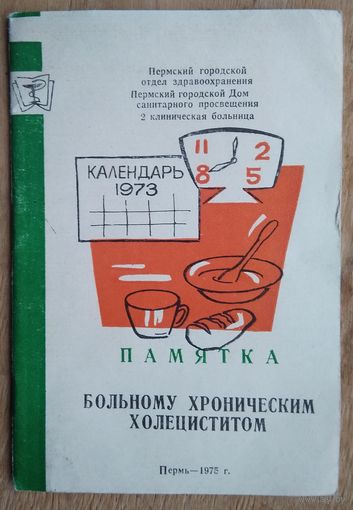 Пермский городской
отдел здравоохранения
Пермский городской Дом
санитарного просвещения
2 клиническая больница
11 2
8 5
КАЛЕНДАРЬ
1973
ПАМЯТКА
БОЛЬНОМУ ХРОНИЧЕСКИМ
ХОЛЕЦИСТИТОМ
Пермь—1975 г.